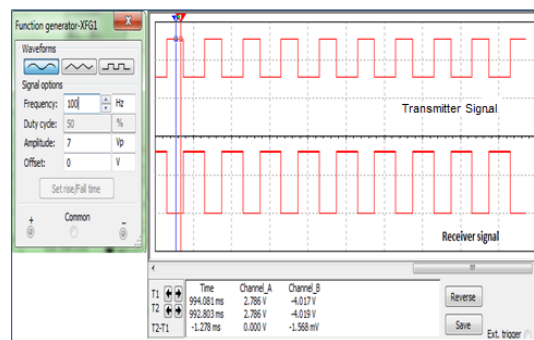 Function generator-XFG1
x
Waveforms
Signal options
Frequency: 100 Hz
Duty cycle: 50 %
Amplitude: 7 Vp
Offset: 0 V
Set rise/Fall time
+ Common −
Transmitter Signal
Receiver signal
Time Channel_A Channel_B
T1 994.081 ms 2.786 V -4.017 V
T2 992.803 ms 2.786 V -4.019 V
T2-T1 -1.278 ms 0.000 V -1.568 mV
Reverse
Save
Ext. trigger